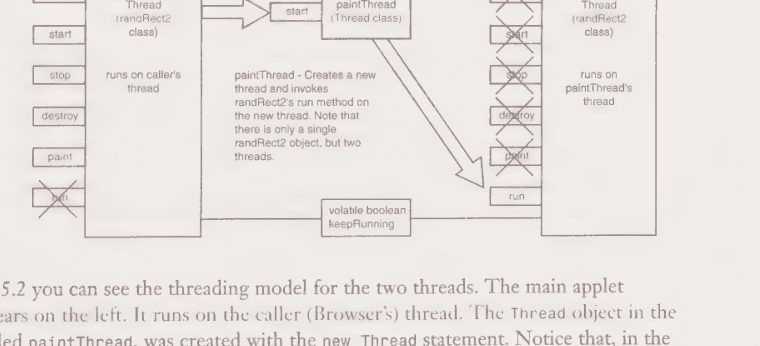 Thread
(randRect2
class)
start
stop
destroy
paint
run
runs on caller's
thread
start
paintThread
(Thread class)
paintThread - Creates a new
thread and invokes
randRect2's run method on
the new thread. Note that
there is only a single
randRect2 object, but two
threads.
volatile boolean
keepRunning
start
stop
destroy
paint
run
Thread
(randRect2
class)
runs on
paintThread's
thread
5.2 you can see the threading model for the two threads. The main applet
ears on the left. It runs on the caller (Browser's) thread. The Thread object in the
led paintThread, was created with the new Thread statement. Notice that, in the